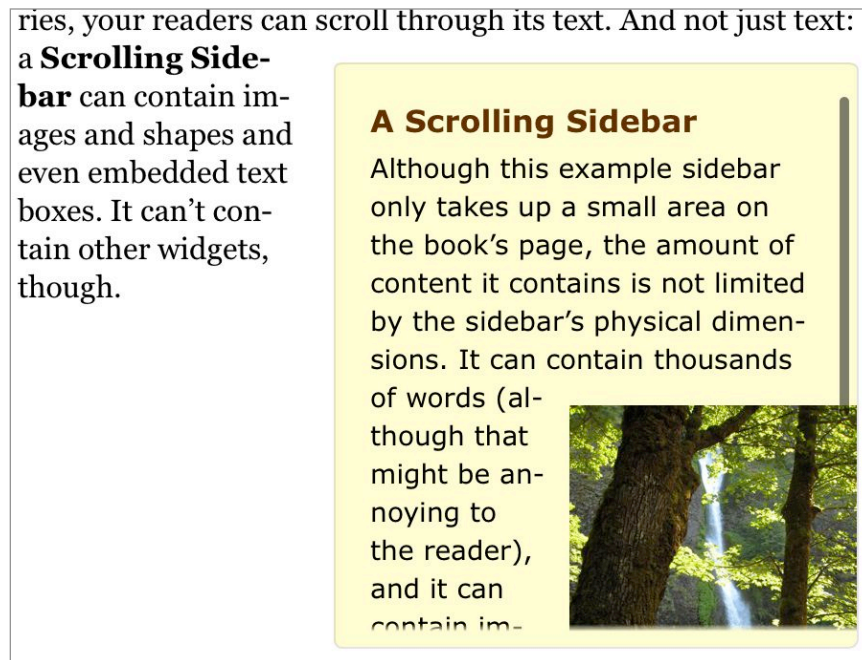 ries, your readers can scroll through its text. And not just text:
a Scrolling Side-
bar can contain im-
ages and shapes and
even embedded text
boxes. It can’t con-
tain other widgets,
though.
A Scrolling Sidebar
Although this example sidebar
only takes up a small area on
the book’s page, the amount of
content it contains is not limited
by the sidebar’s physical dimen-
sions. It can contain thousands
of words (al-
though that
might be an-
noying to
the reader),
and it can
contain im-